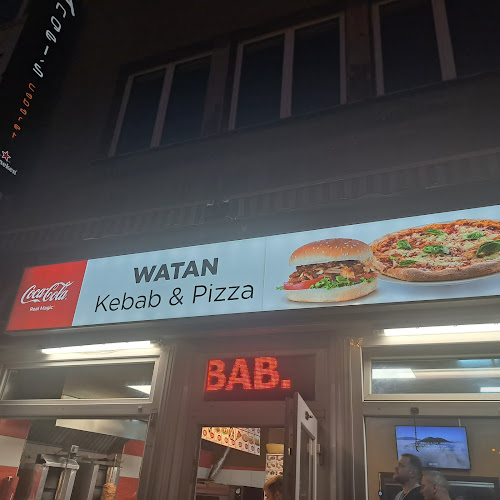 WATAN
Kebab & Pizza
Coca-Cola
Real Magic
BAB.